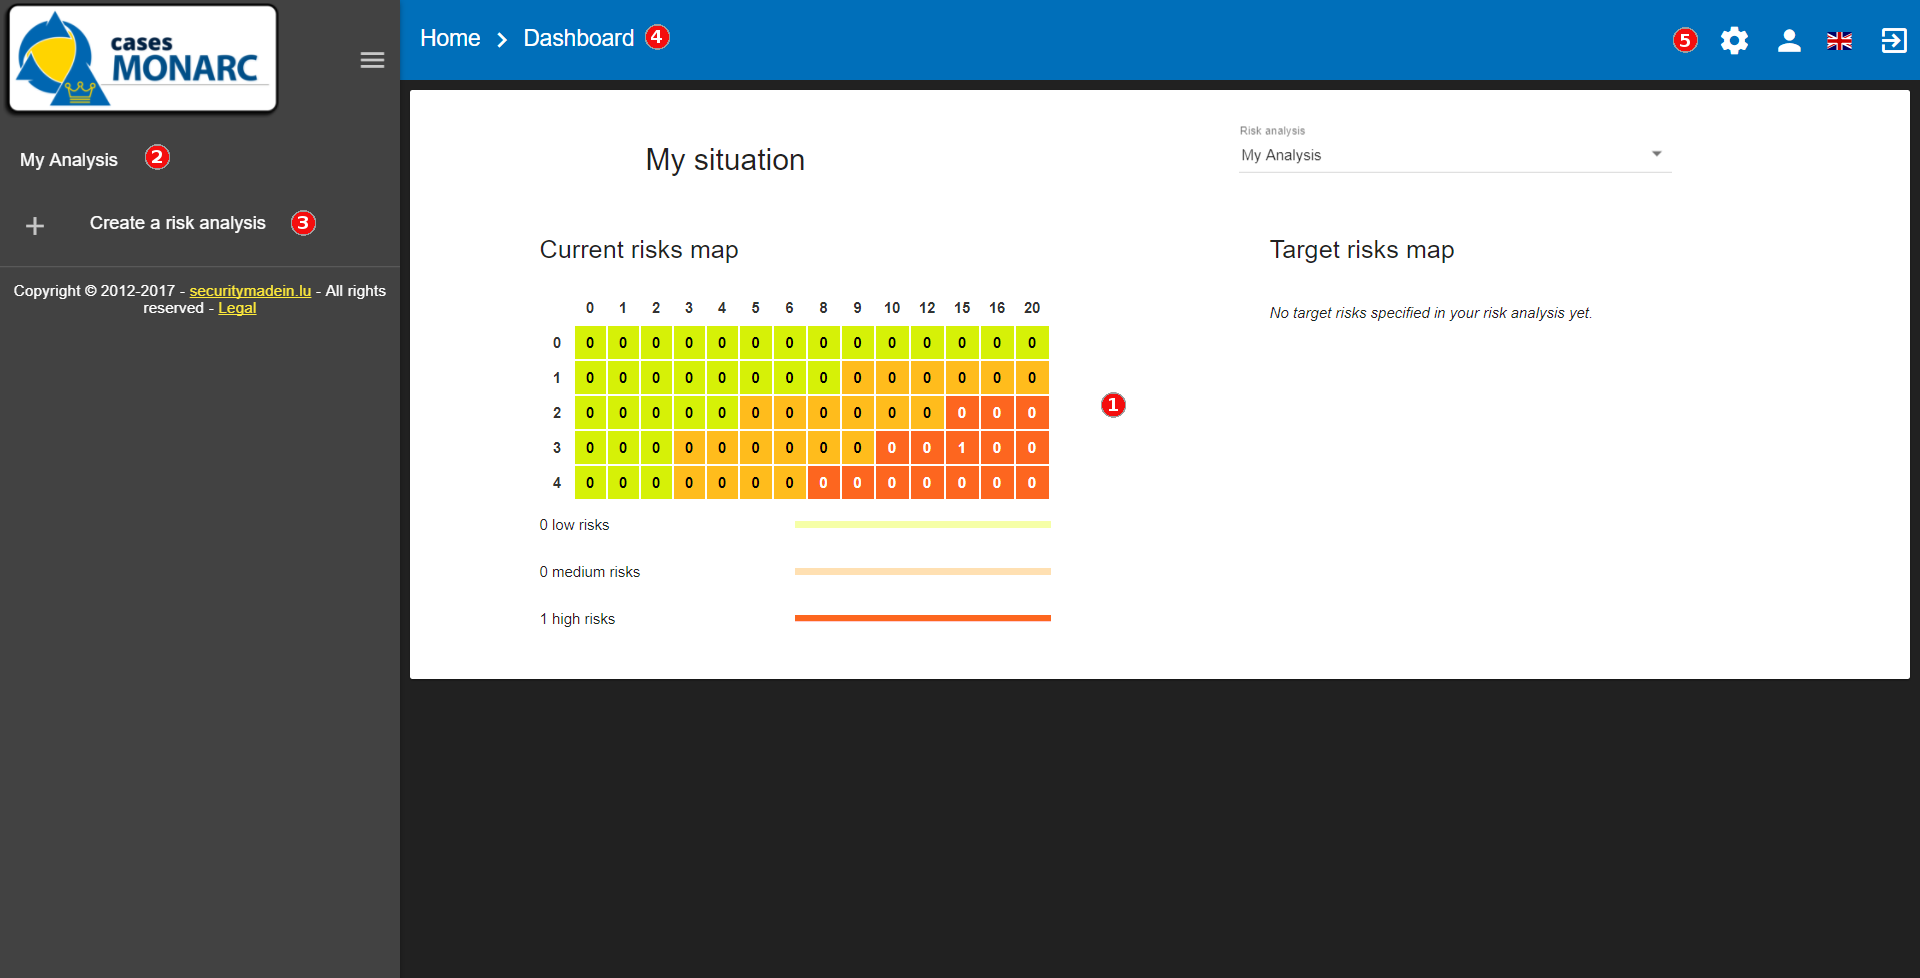 cases
MONARC
My Analysis 2
+ Create a risk analysis 3
Copyright © 2012-2017 - securitymadein.lu - All rights
reserved - Legal
Home > Dashboard 4
5
My situation
Risk analysis
My Analysis
Current risks map
0 1 2 3 4 5 6 8 9 10 12 15 16 20
0 0 0 0 0 0 0 0 0 0 0 0 0 0 0
1 0 0 0 0 0 0 0 0 0 0 0 0 0 0
2 0 0 0 0 0 0 0 0 0 0 0 0 0 0
3 0 0 0 0 0 0 0 0 0 0 0 1 0 0
4 0 0 0 0 0 0 0 0 0 0 0 0 0 0
0 low risks
0 medium risks
1 high risks
1
Target risks map
No target risks specified in your risk analysis yet.